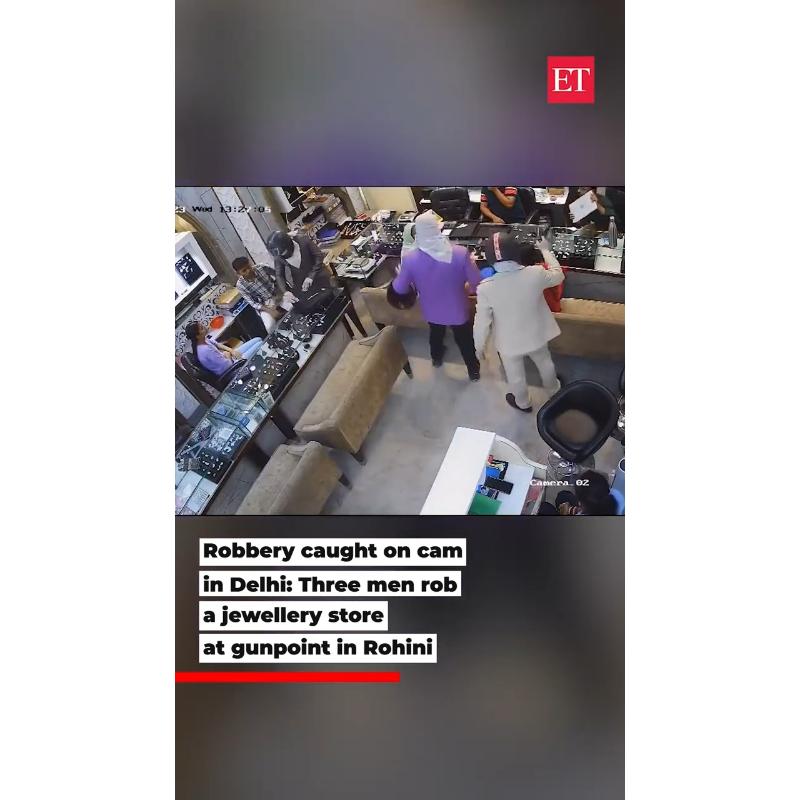 ET
Wed 13:27:05
Camera 02
Robbery caught on cam
in Delhi: Three men rob
a jewellery store
at gunpoint in Rohini